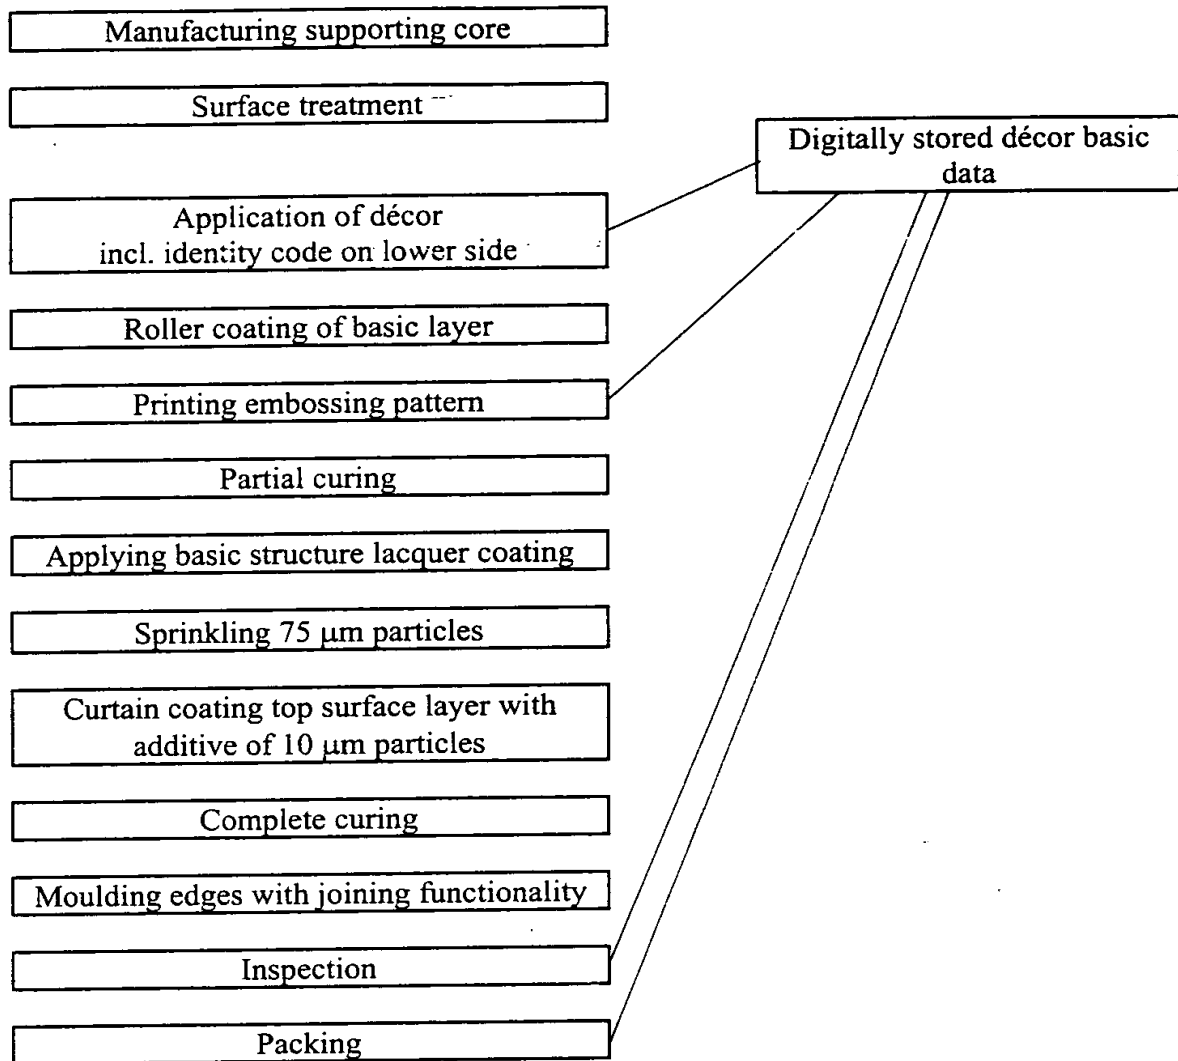 Manufacturing supporting core
Surface treatment
Digitally stored décor basic
data
Application of décor
incl. identity code on lower side
Roller coating of basic layer
Printing embossing pattern
Partial curing
Applying basic structure lacquer coating
Sprinkling 75 µm particles
Curtain coating top surface layer with
additive of 10 µm particles
Complete curing
Moulding edges with joining functionality
Inspection
Packing